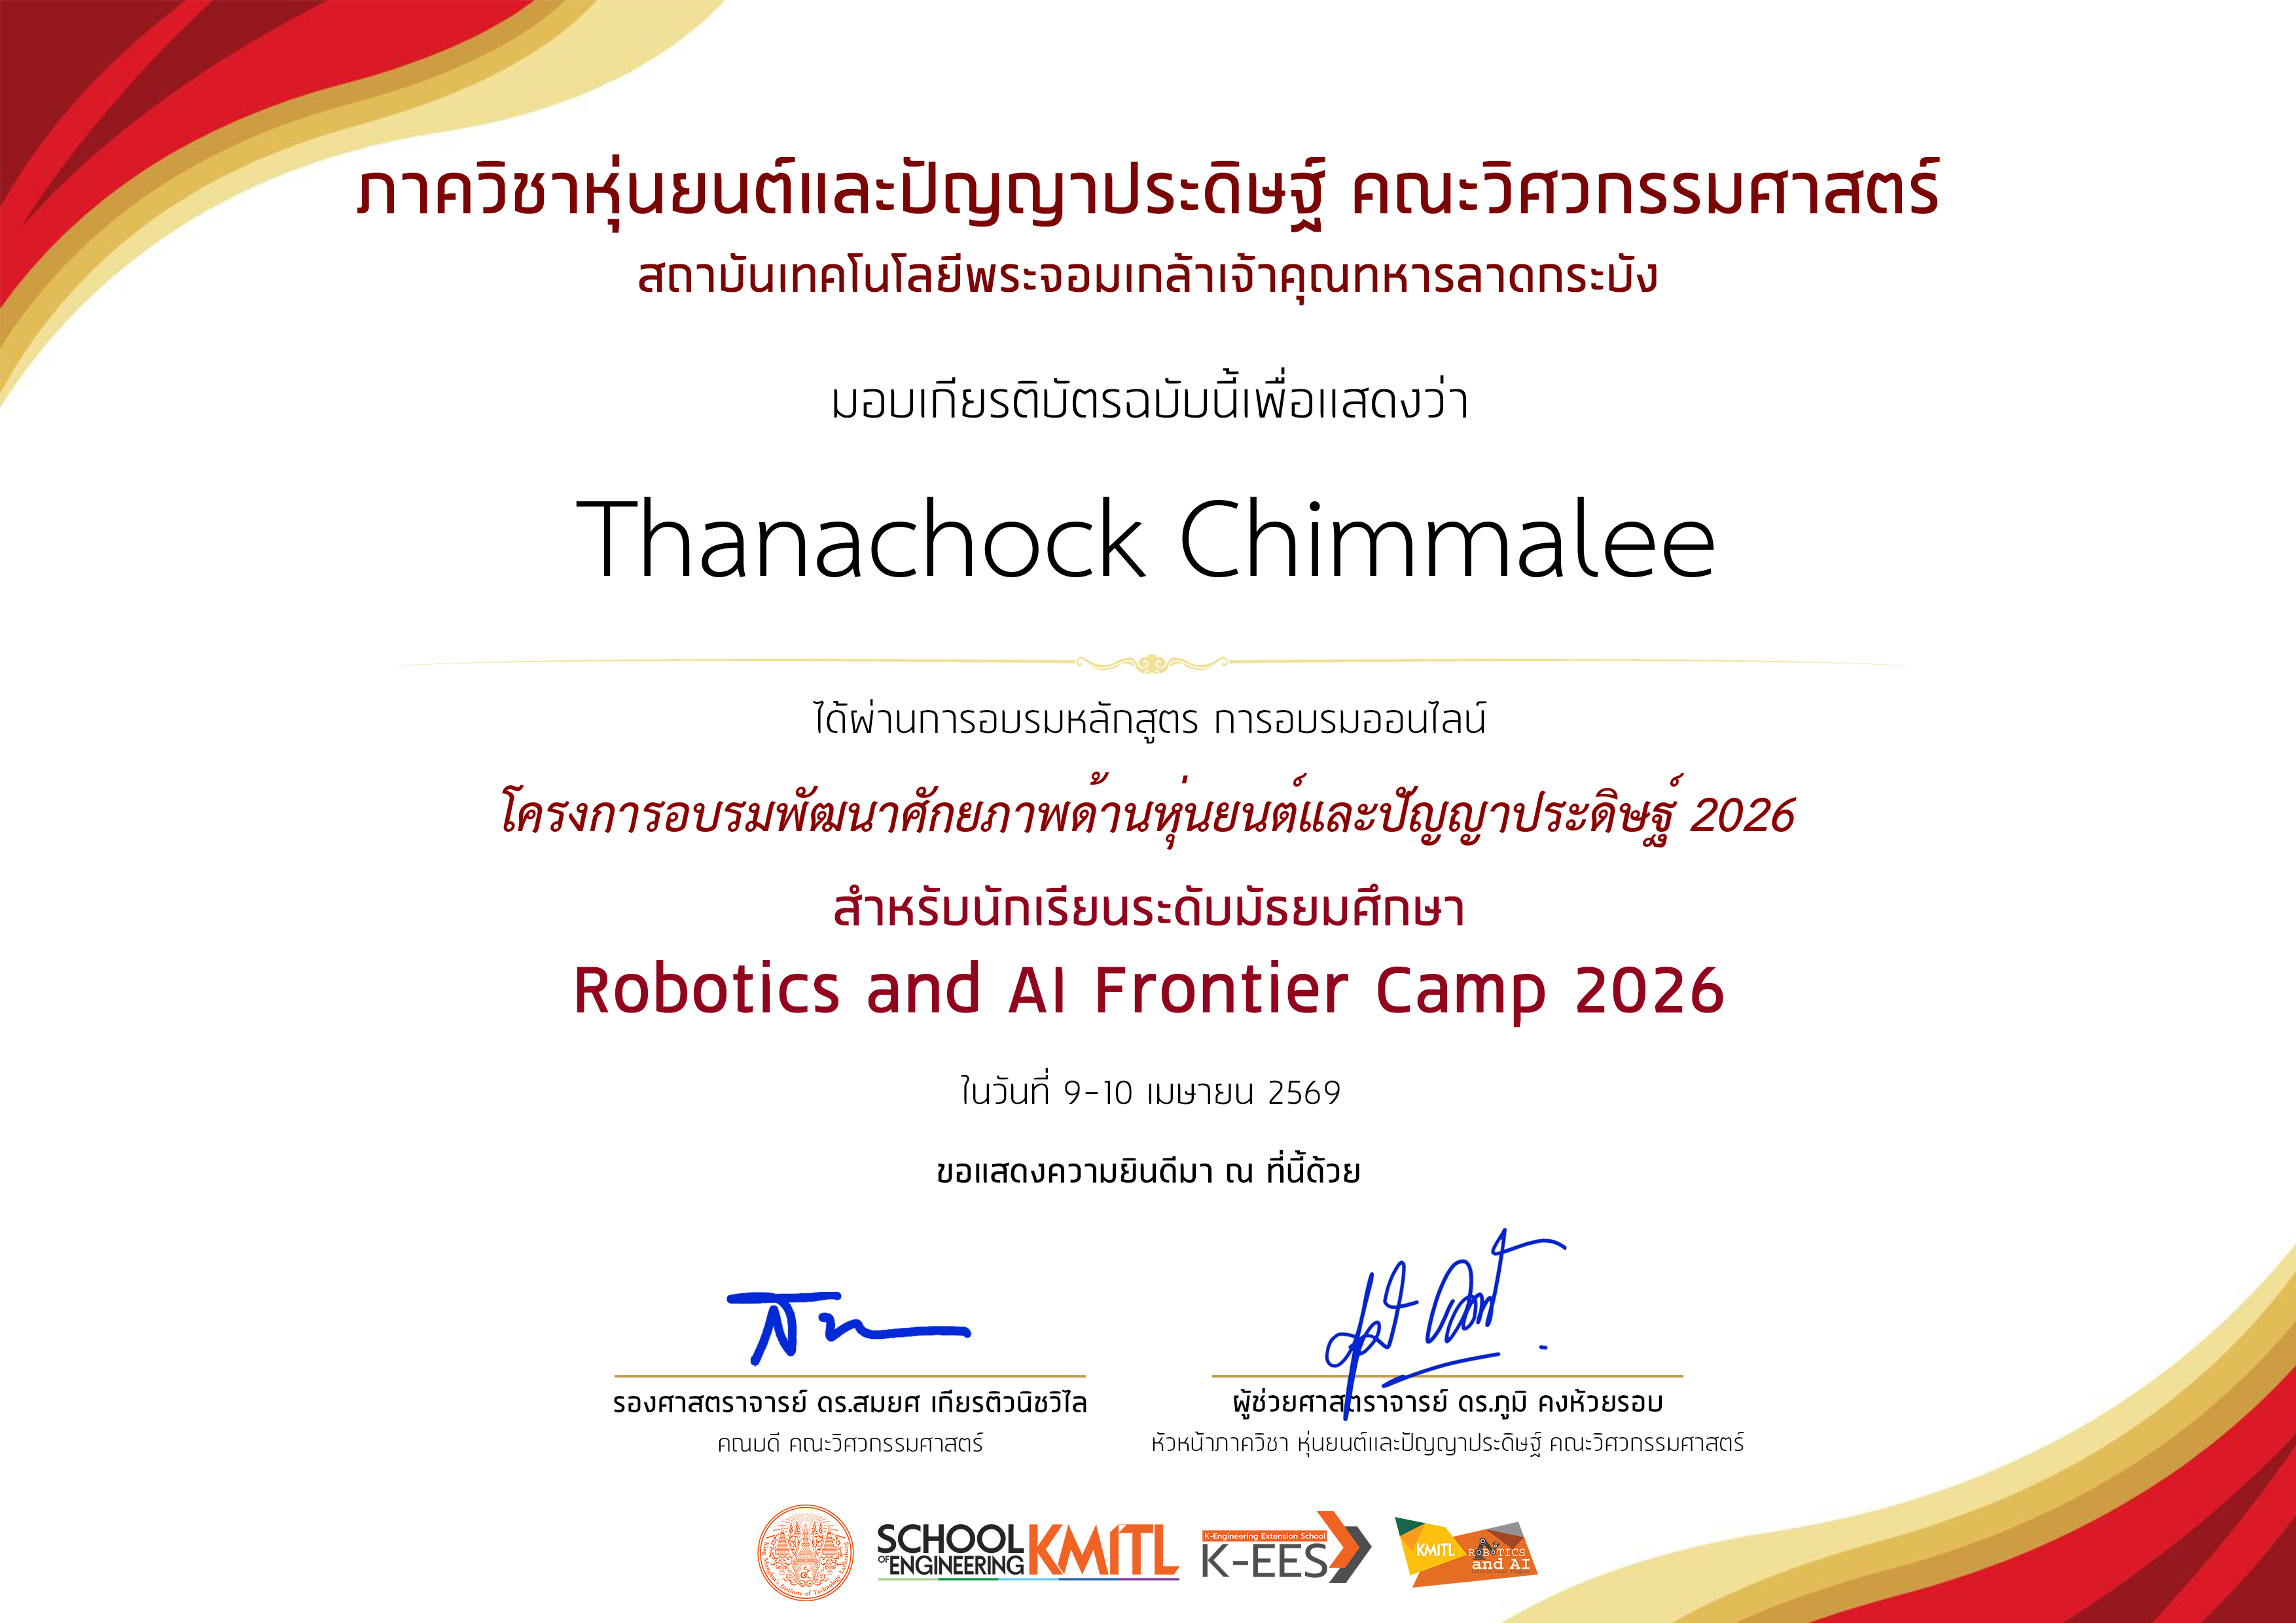 ภาควิชาหุ่นยนต์และปัญญาประดิษฐ์ คณะวิศวกรรมศาสตร์
สถาบันเทคโนโลยีพระจอมเกล้าเจ้าคุณทหารลาดกระบัง
มอบเกียรติบัตรฉบับนี้เพื่อแสดงว่า
Thanachock Chimmalee
ได้ผ่านการอบรมหลักสูตร การอบรมออนไลน์
โครงการอบรมพัฒนาศักยภาพด้านหุ่นยนต์และปัญญาประดิษฐ์ 2026
สำหรับนักเรียนระดับมัธยมศึกษา
Robotics and AI Frontier Camp 2026
ในวันที่ 9-10 เมษายน 2569
ขอแสดงความยินดีมา ณ ที่นี้ด้วย
รองศาสตราจารย์ ดร.สมยศ เกียรติวนิชวิไล
คณบดี คณะวิศวกรรมศาสตร์
ผู้ช่วยศาสตราจารย์ ดร.ภูมิ คงห้วยรอบ
หัวหน้าภาควิชา หุ่นยนต์และปัญญาประดิษฐ์ คณะวิศวกรรมศาสตร์
King Mongkut's Institute of Technology Ladkrabang
SCHOOL OF ENGINEERING KMITL
K-Engineering Extension School
K-EES
KMITL ROBOTICS and AI